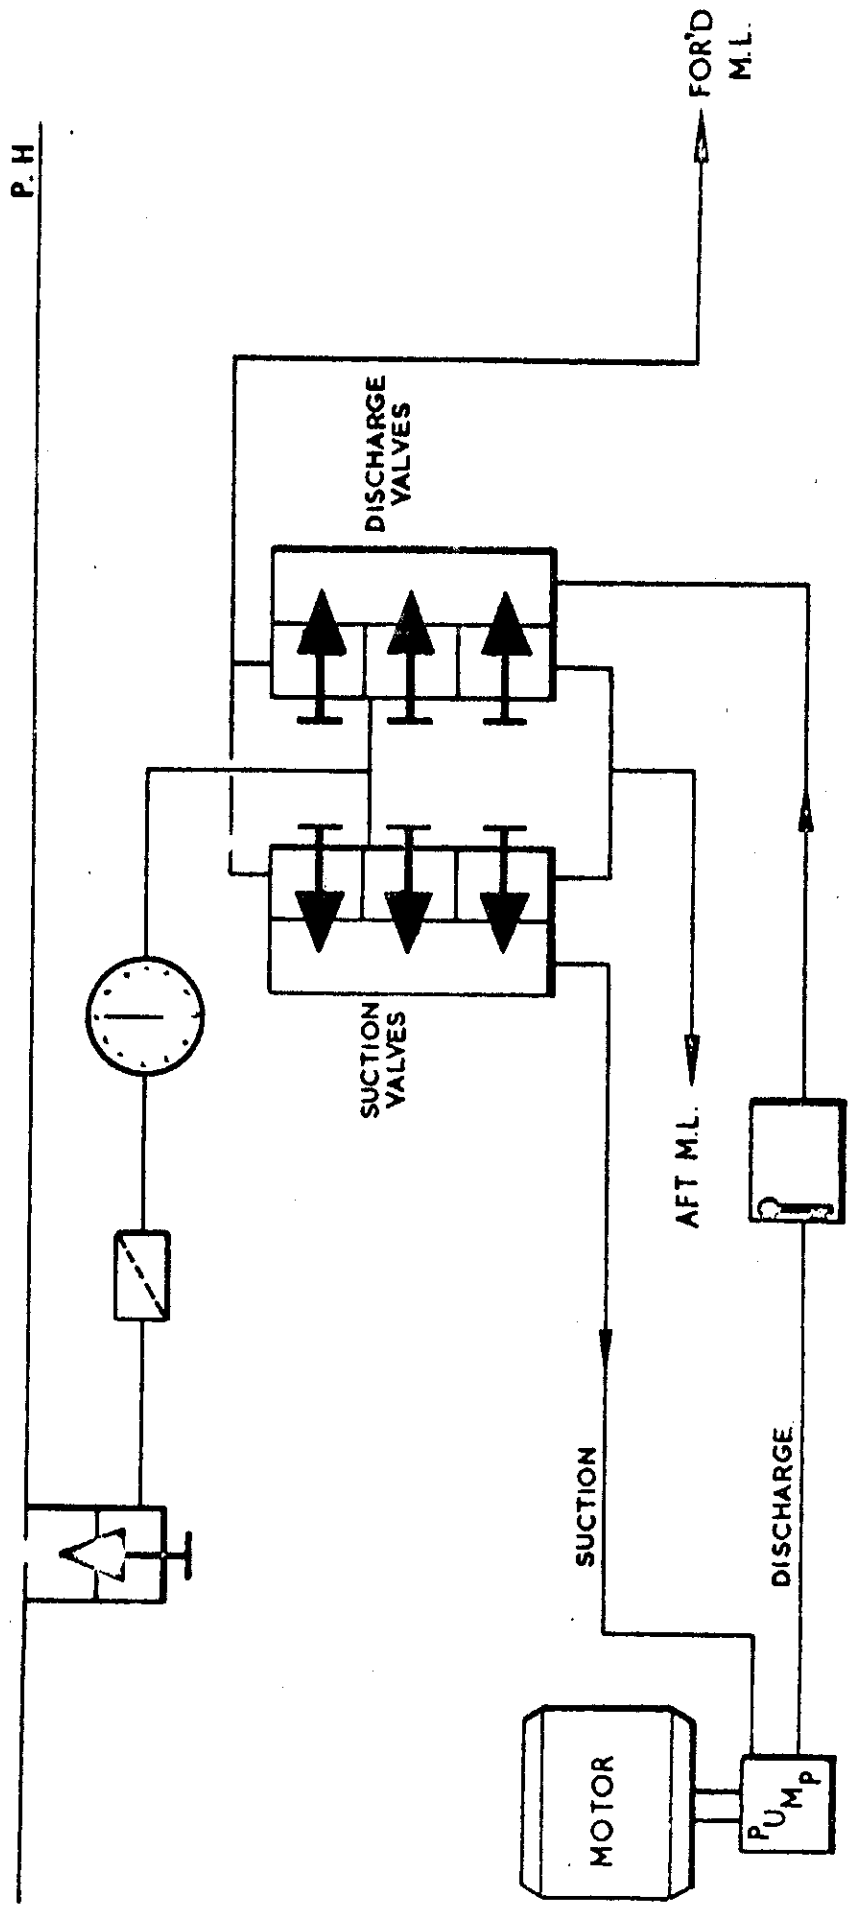 P. H
FOR'D
M.L.
DISCHARGE
VALVES
SUCTION
VALVES
AFT M.L.
SUCTION
DISCHARGE
MOTOR
PUMP